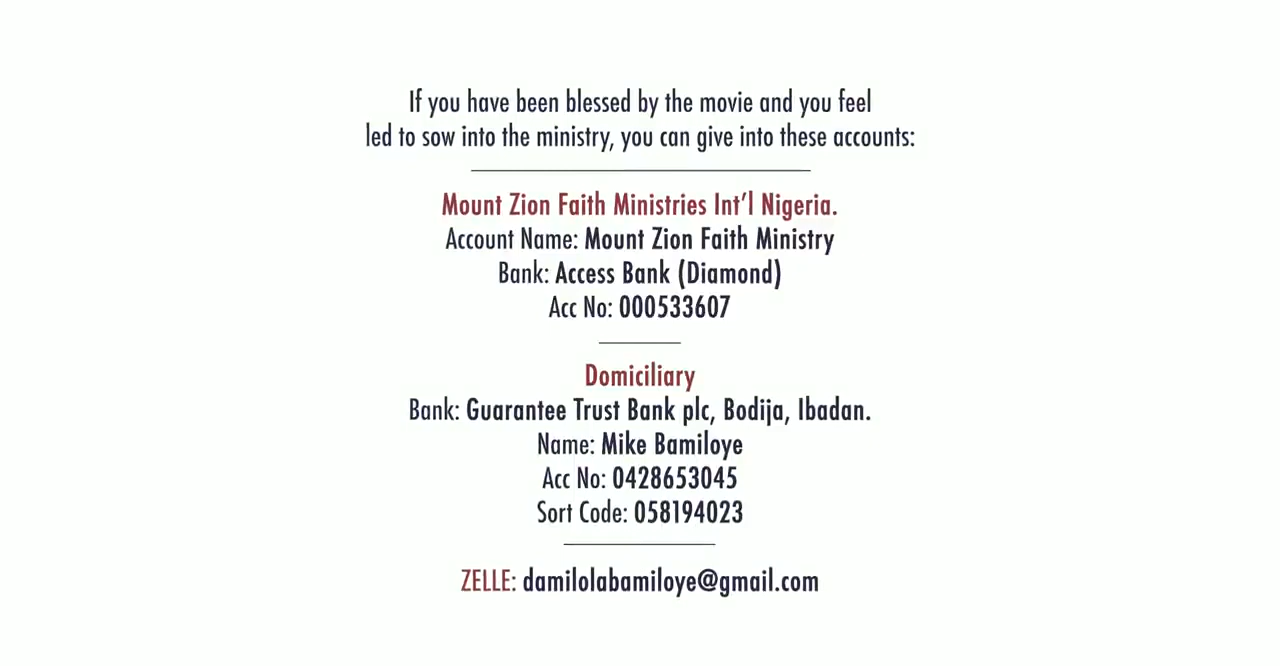 If you have been blessed by the movie and you feel
led to sow into the ministry, you can give into these accounts:
Mount Zion Faith Ministries Int'l Nigeria.
Account Name: Mount Zion Faith Ministry
Bank: Access Bank (Diamond)
Acc No: 000533607
Domiciliary
Bank: Guarantee Trust Bank plc, Bodija, Ibadan.
Name: Mike Bamiloye
Acc No: 0428653045
Sort Code: 058194023
ZELLE: damilolabamiloye@gmail.com